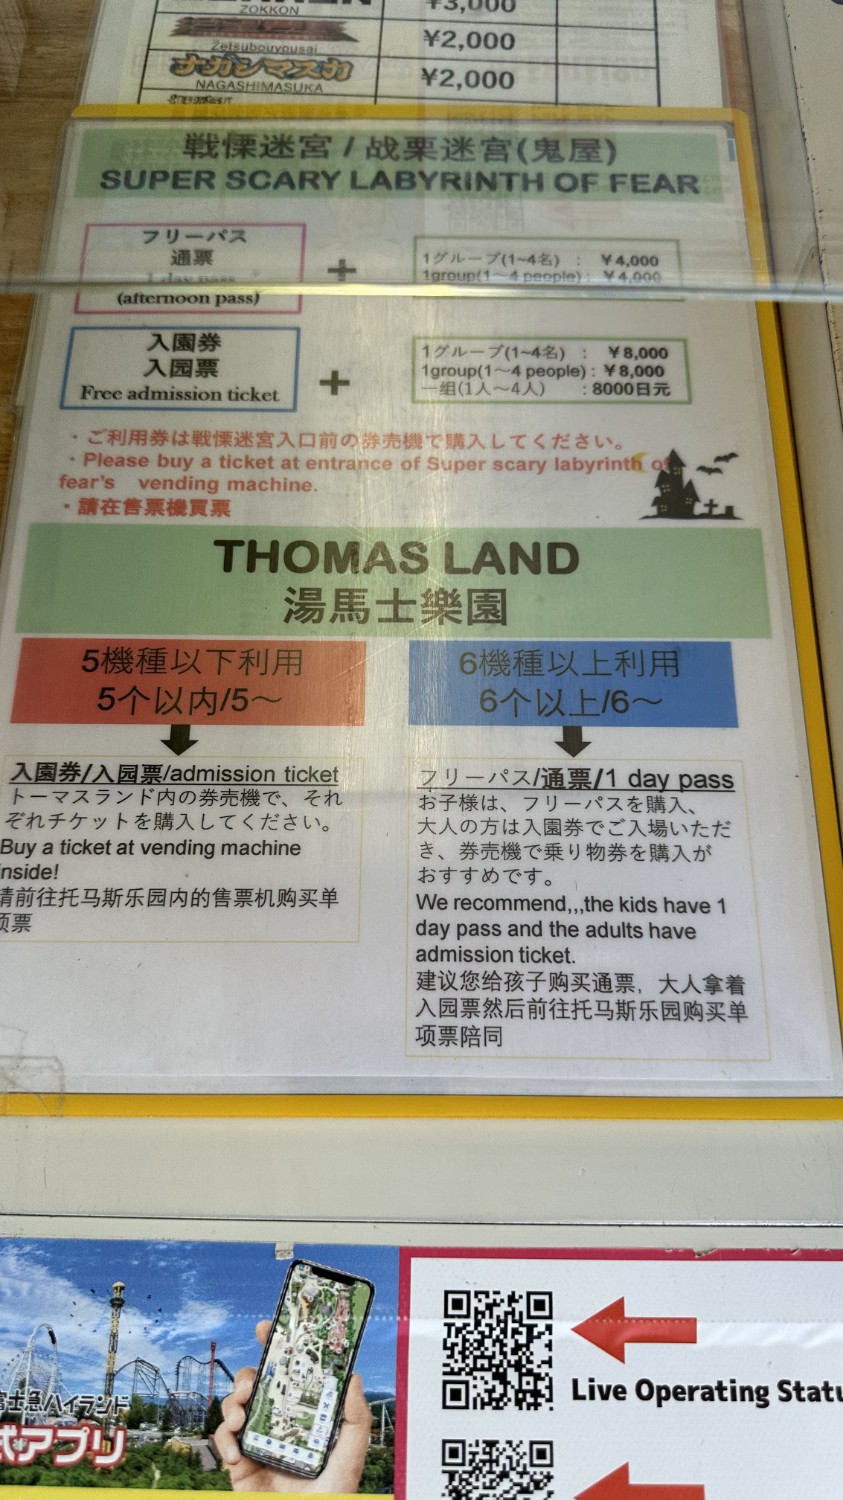 ZOKKON
¥3,000
Zetsubouyousai
¥2,000
ナガシマスカ
NAGASHIMASUKA
¥2,000
戦慄迷宮 / 战栗迷宫(鬼屋)
SUPER SCARY LABYRINTH OF FEAR
フリーパス
通票
1 day pass
(afternoon pass)
+
1グループ(1~4名) : ¥4,000
1group(1~4 people) : ¥4,000
入園券
入园票
Free admission ticket
+
1グループ(1~4名) : ¥8,000
1group(1~4 people) : ¥8,000
一组(1人~4人) : 8000日元
・ご利用券は戦慄迷宮入口前の券売機で購入してください。
・Please buy a ticket at entrance of Super scary labyrinth of
fear's vending machine.
・請在售票機買票
THOMAS LAND
湯馬士樂園
5機種以下利用
5个以内/5~
6機種以上利用
6个以上/6~
入園券/入园票/admission ticket
トーマスランド内の券売機で、それ
ぞれチケットを購入してください。
Buy a ticket at vending machine
inside!
请前往托马斯乐园内的售票机购买单
项票
フリーパス/通票/1 day pass
お子様は、フリーパスを購入、
大人の方は入園券でご入場いただ
き、券売機で乗り物券を購入が
おすすめです。
We recommend,,,the kids have 1
day pass and the adults have
admission ticket.
建议您给孩子购买通票，大人拿着
入园票然后前往托马斯乐园购买单
项票陪同
富士急ハイランド
式アプリ
Live Operating Statu